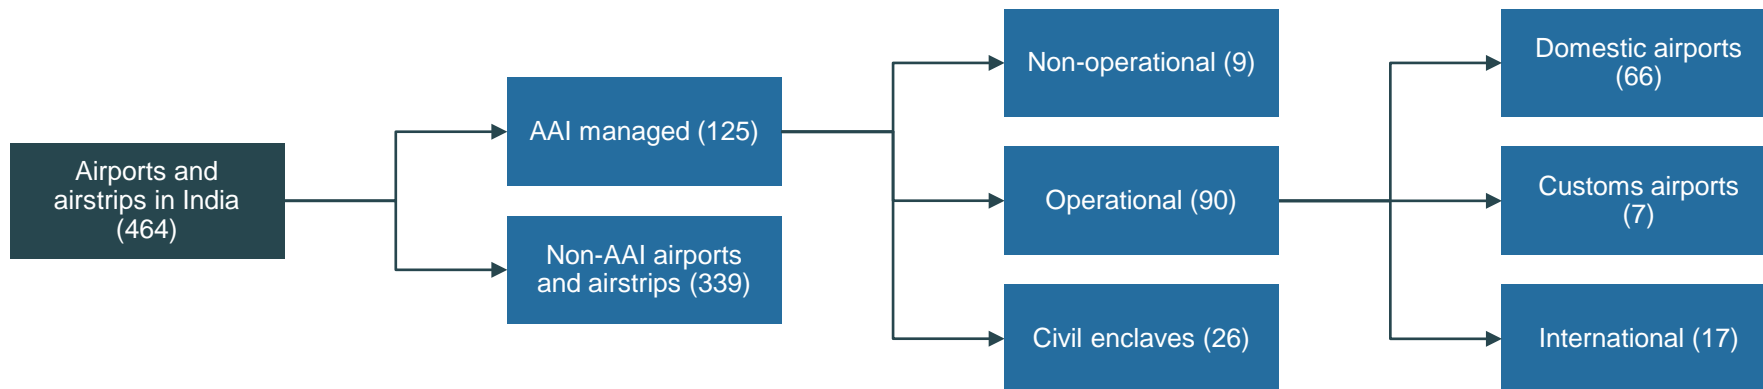 Airports and
airstrips in India
(464)
AAI managed (125)
Non-AAI airports
and airstrips (339)
Non-operational (9)
Operational (90)
Civil enclaves (26)
Domestic airports
(66)
Customs airports
(7)
International (17)